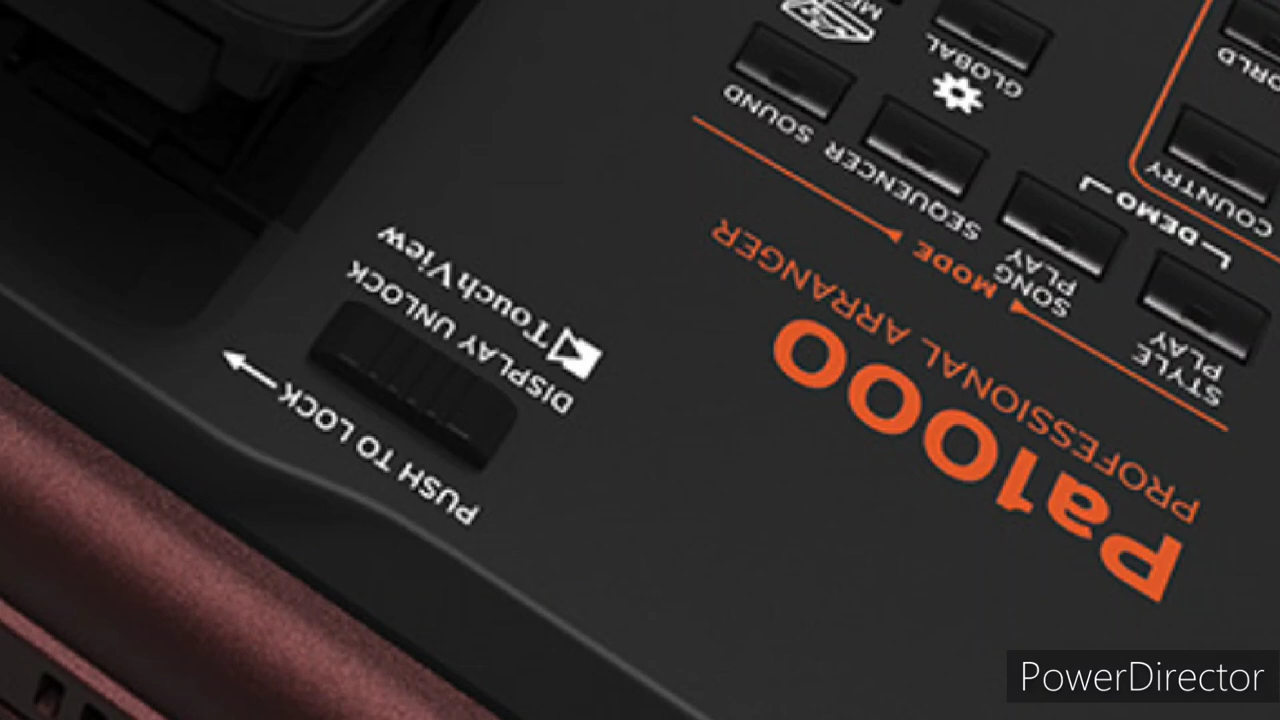 Pa1000
PROFESSIONAL ARRANGER
MODE
STYLE
PLAY
SONG
PLAY
SEQUENCER
SOUND
DEMO
GLOBAL
COUNTRY
TouchView
DISPLAY UNLOCK
PUSH TO LOCK
PowerDirector